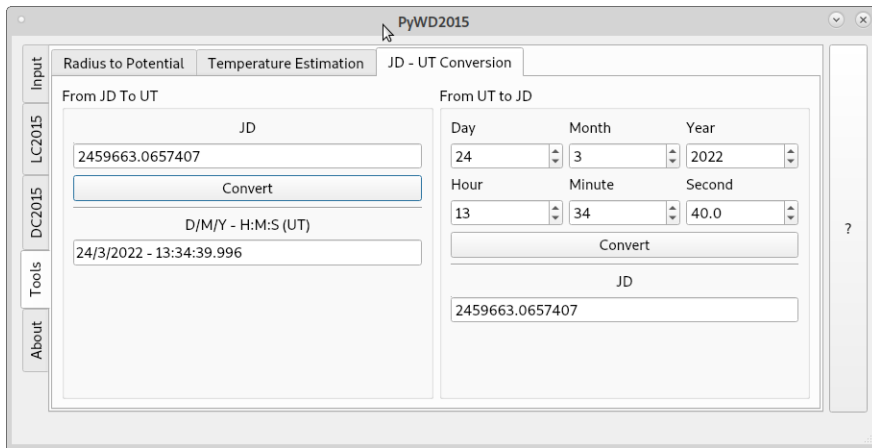 PyWD2015
Input
LC2015
DC2015
Tools
About
Radius to Potential Temperature Estimation JD - UT Conversion
From JD To UT
JD
2459663.0657407
Convert
D/M/Y - H:M:S (UT)
24/3/2022 - 13:34:39.996
From UT to JD
Day Month Year
24 3 2022
Hour Minute Second
13 34 40.0
Convert
JD
2459663.0657407
?